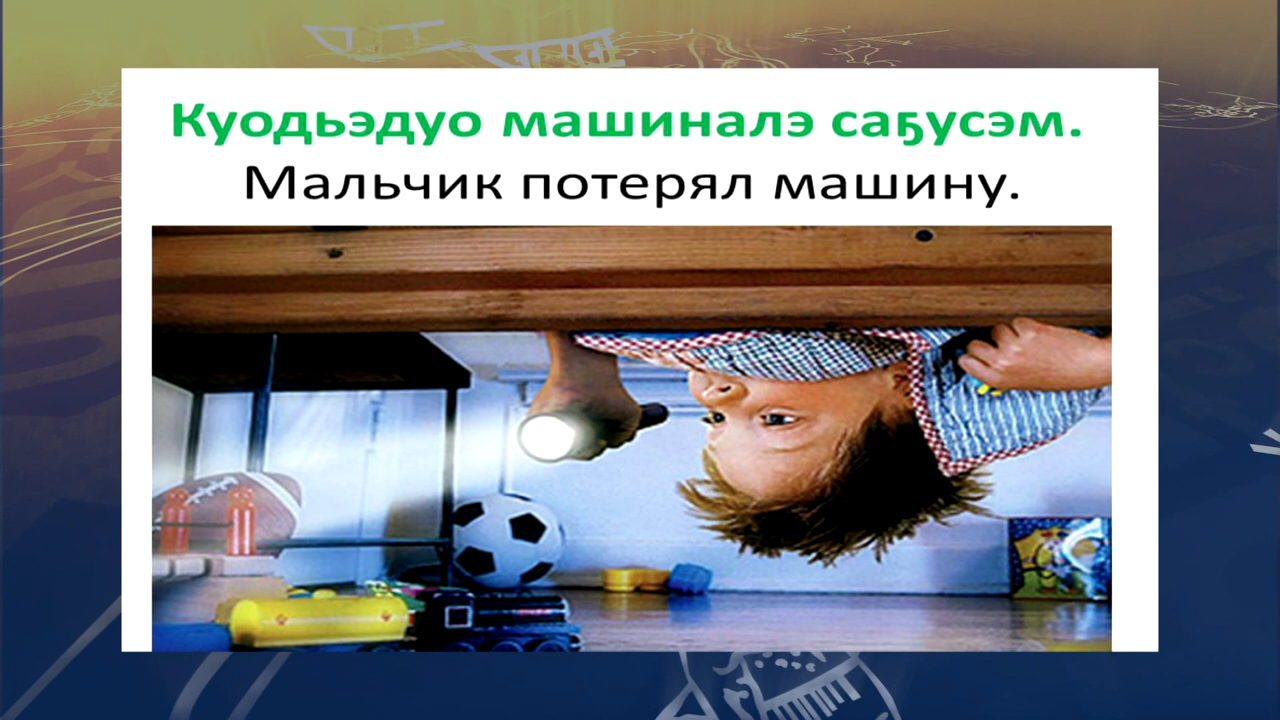 Куодьэдуо машиналэ саҕусэм.
Мальчик потерял машину.